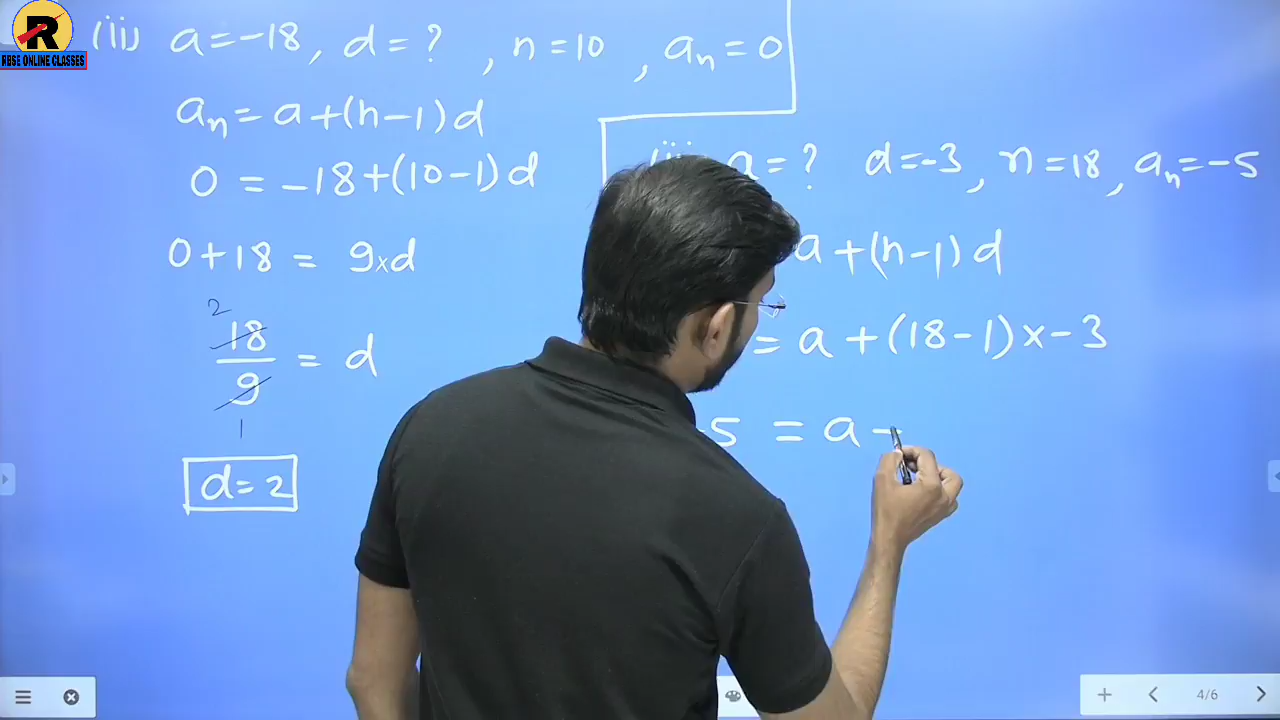 R
RBSE ONLINE CLASSES
(ii) a = -18, d = ?, n = 10, aₙ = 0
aₙ = a + (n - 1) d
0 = -18 + (10 - 1) d
0 + 18 = 9 x d
2
18/9 = d
1
d = 2
a = ? d = -3, n = 18, aₙ = -5
a + (n - 1) d
= a + (18 - 1) x - 3
-5 = a -
4/6